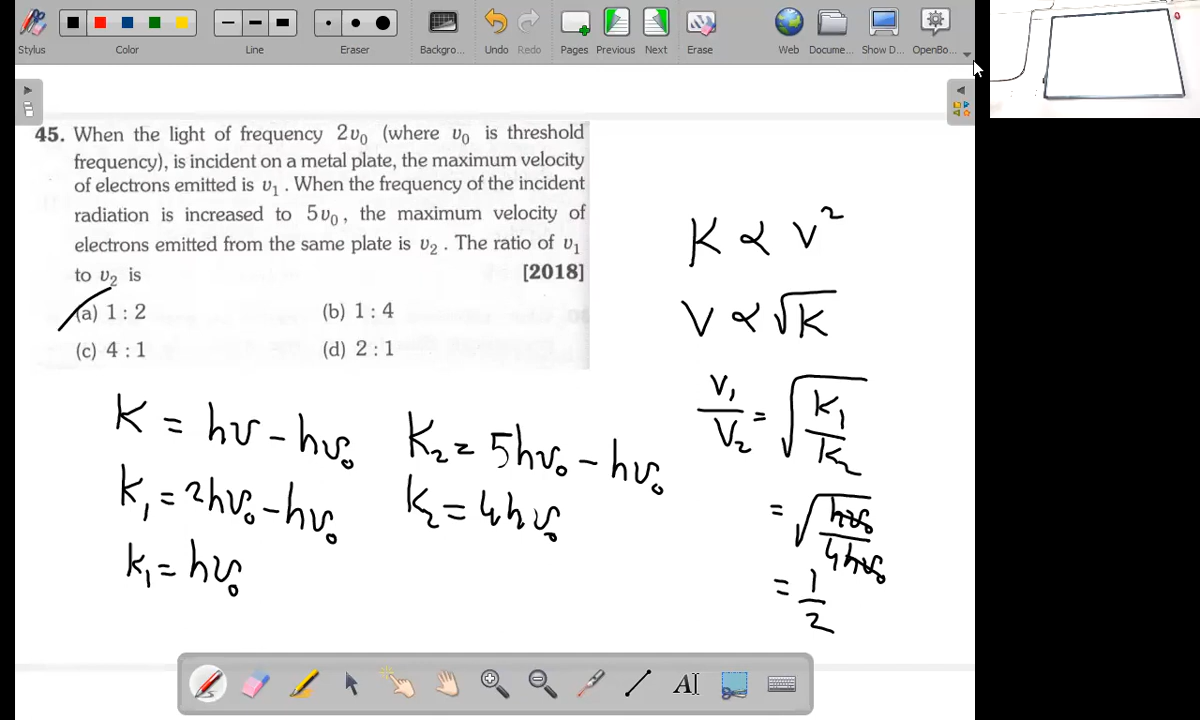 Stylus Color Line Eraser Backgro... Undo Redo Pages Previous Next Erase Web Docume... Show D... OpenBo...
45. When the light of frequency 2υ₀ (where υ₀ is threshold
frequency), is incident on a metal plate, the maximum velocity
of electrons emitted is υ₁. When the frequency of the incident
radiation is increased to 5υ₀, the maximum velocity of
electrons emitted from the same plate is υ₂. The ratio of υ₁
to υ₂ is [2018]
(a) 1 : 2 (b) 1 : 4
(c) 4 : 1 (d) 2 : 1
K = hυ - hυ₀
K₁ = 2hυ₀ - hυ₀
K₁ = hυ₀
K₂ = 5hυ₀ - hυ₀
K₂ = 4hυ₀
K ∝ v²
V ∝ √K
V₁/V₂ = √(K₁/K₂)
= √(hυ₀/4hυ₀)
= 1/2
AI